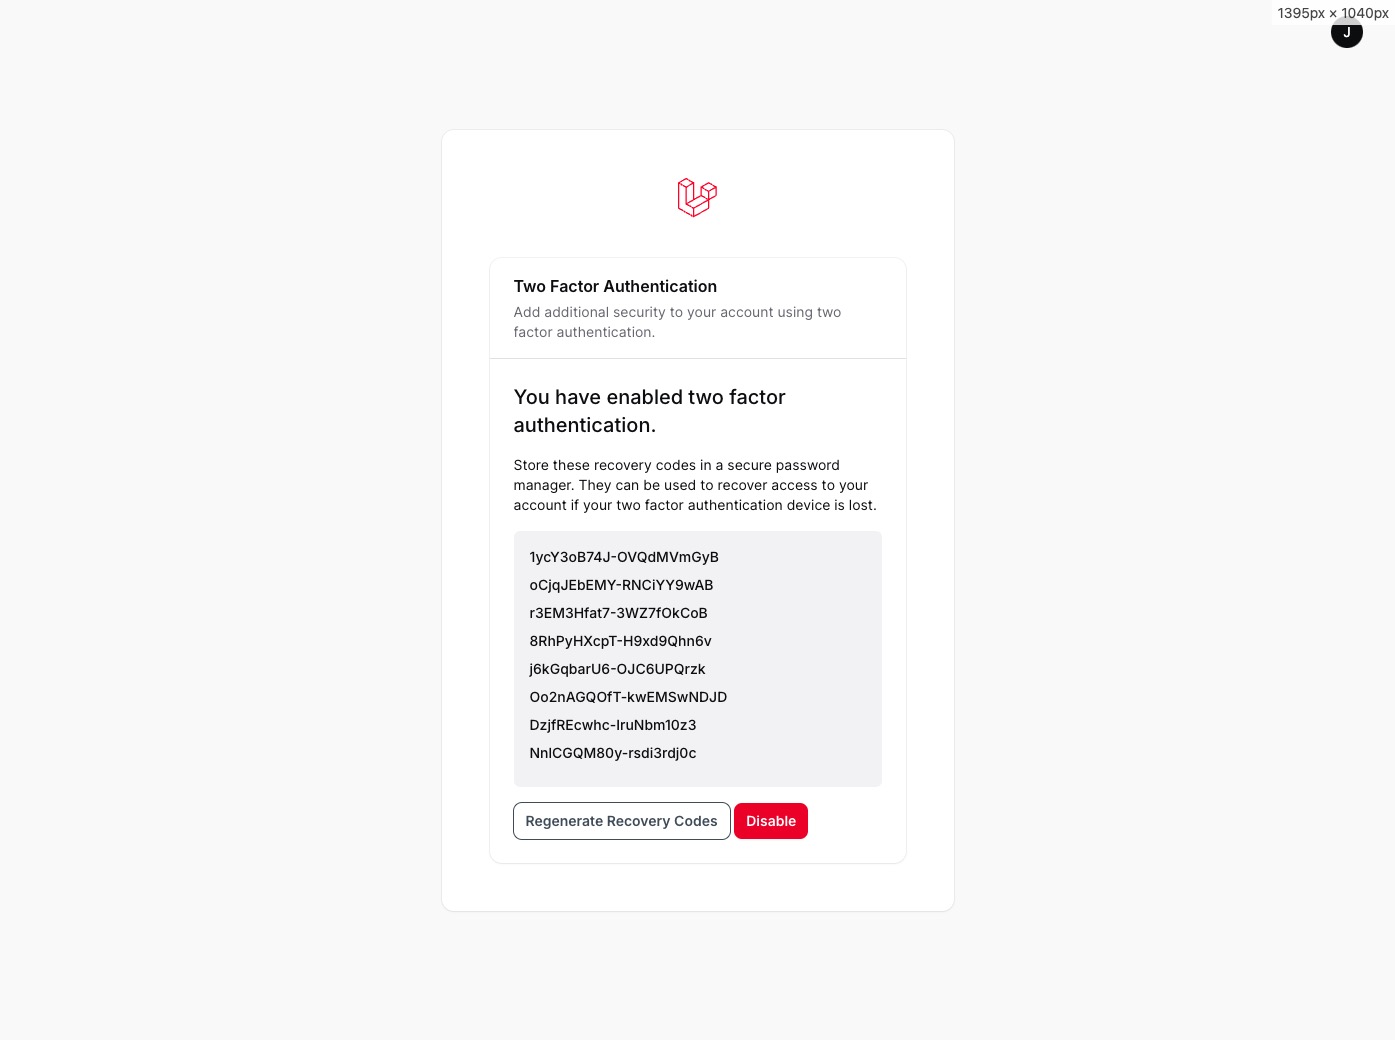 1395px × 1040px
J
Two Factor Authentication
Add additional security to your account using two
factor authentication.
You have enabled two factor
authentication.
Store these recovery codes in a secure password
manager. They can be used to recover access to your
account if your two factor authentication device is lost.
1ycY3oB74J-OVQdMVmGyB
oCjqJEbEMY-RNCiYY9wAB
r3EM3Hfat7-3WZ7fOkCoB
8RhPyHXcpT-H9xd9Qhn6v
j6kGqbarU6-OJC6UPQrzk
Oo2nAGQOfT-kwEMSwNDJD
DzjfREcwhc-IruNbm10z3
NnlCGQM80y-rsdi3rdj0c
Regenerate Recovery Codes
Disable